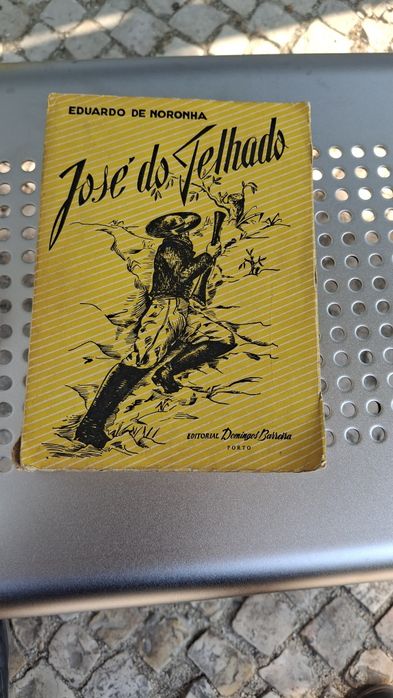 EDUARDO DE NORONHA
José do Telhado
EDITORIAL Domingos Barreira
PORTO